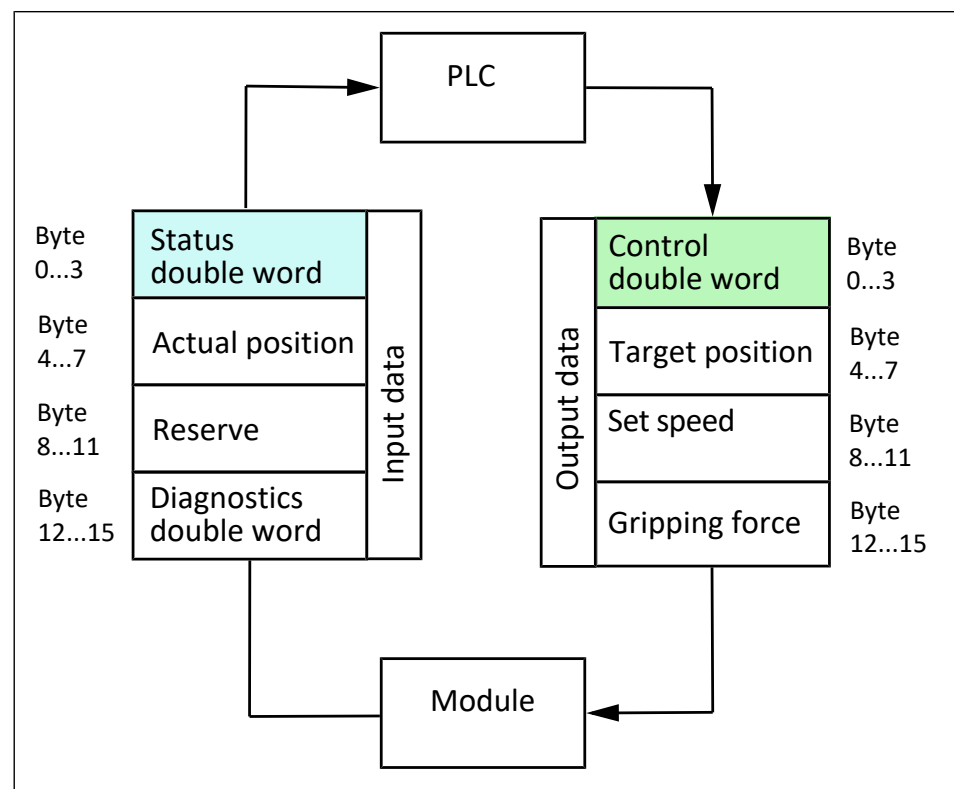 PLC
Byte
0...3
Status
double word
Byte
4...7
Actual position
Byte
8...11
Reserve
Byte
12...15
Diagnostics
double word
Input data
Output data
Control
double word
Byte
0...3
Target position
Byte
4...7
Set speed
Byte
8...11
Gripping force
Byte
12...15
Module